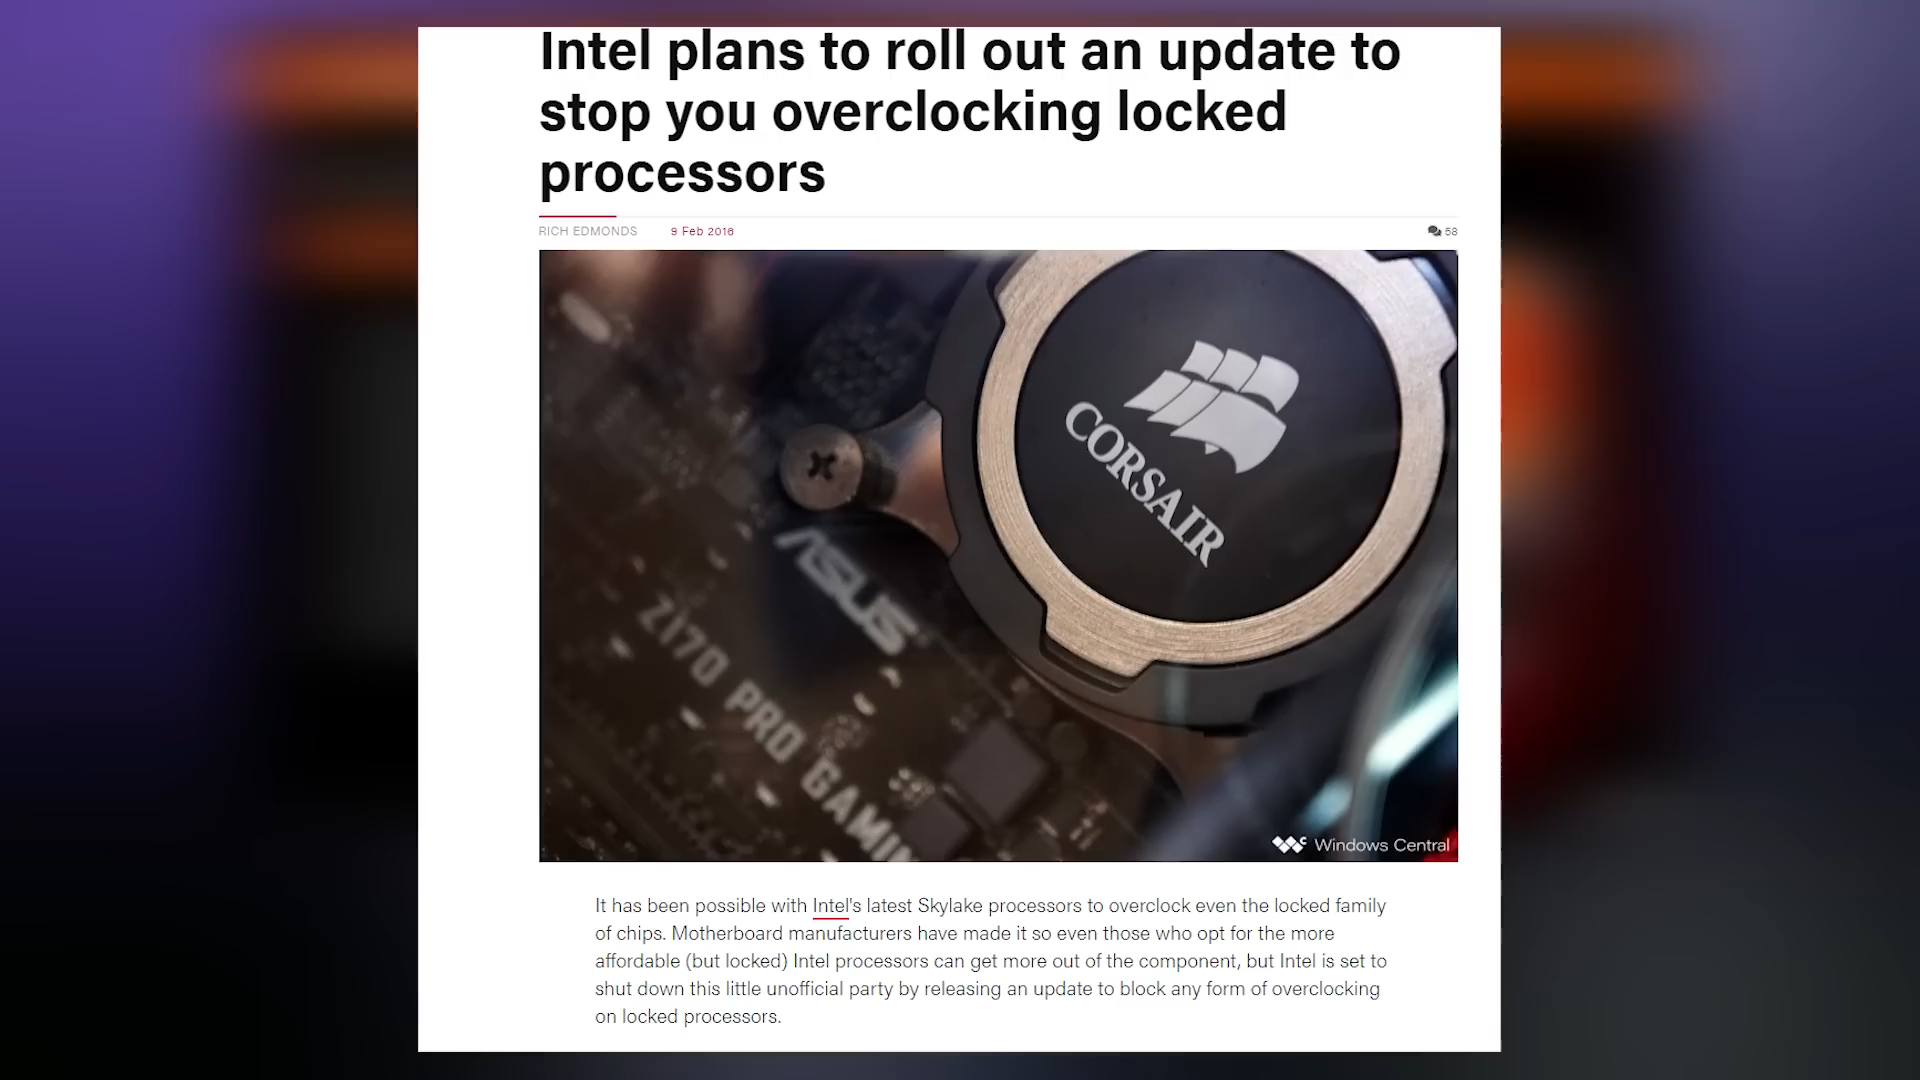 Intel plans to roll out an update to
stop you overclocking locked
processors
RICH EDMONDS 9 Feb 2016 58
CORSAIR
ASUS
Z170 PRO GAMIN
Windows Central
It has been possible with Intel's latest Skylake processors to overclock even the locked family
of chips. Motherboard manufacturers have made it so even those who opt for the more
affordable (but locked) Intel processors can get more out of the component, but Intel is set to
shut down this little unofficial party by releasing an update to block any form of overclocking
on locked processors.